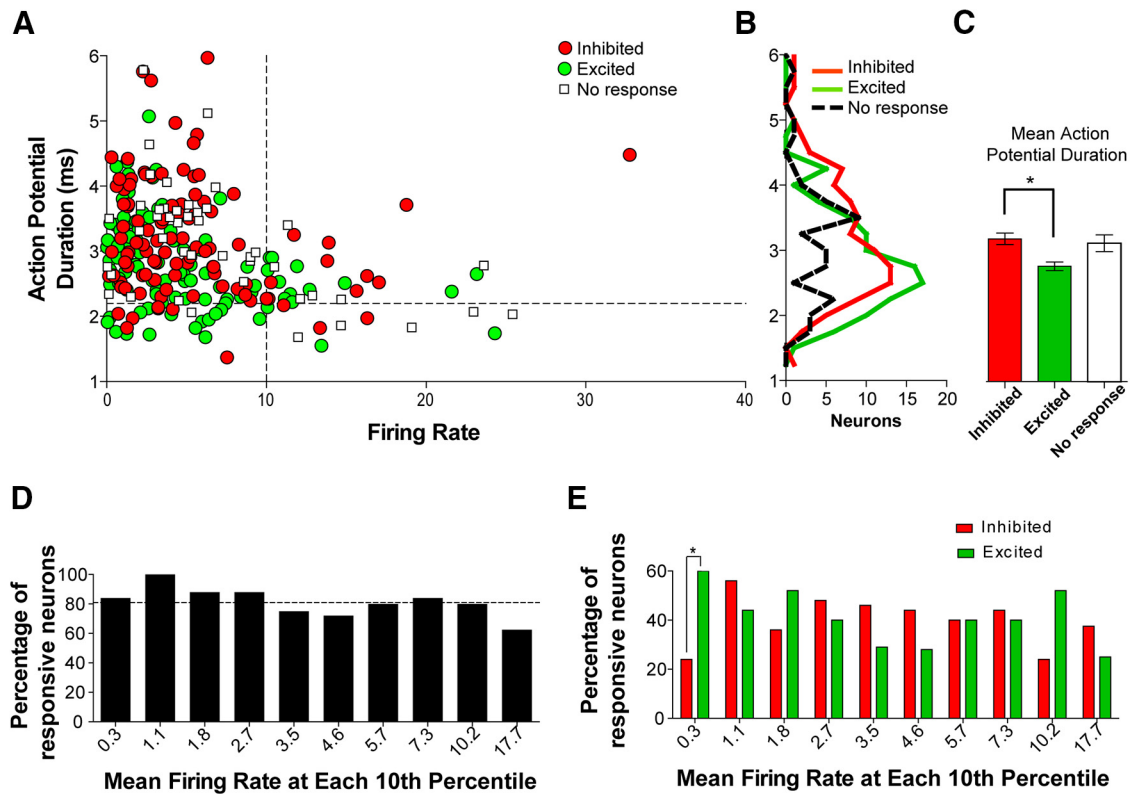 A
Action Potential
Duration (ms)
6
5
4
3
2
1
0
10
20
30
40
Firing Rate
Inhibited
Excited
No response
B
6
5
4
3
2
1
0
5
10
15
20
Neurons
Inhibited
Excited
No response
C
Mean Action
Potential Duration
*
Inhibited
Excited
No response
D
Percentage of
responsive neurons
100
80
60
40
20
0
0.3
1.1
1.8
2.7
3.5
4.6
5.7
7.3
10.2
17.7
Mean Firing Rate at Each 10th Percentile
E
Percentage of
responsive neurons
Inhibited
Excited
*
60
40
20
0
0.3
1.1
1.8
2.7
3.5
4.6
5.7
7.3
10.2
17.7
Mean Firing Rate at Each 10th Percentile